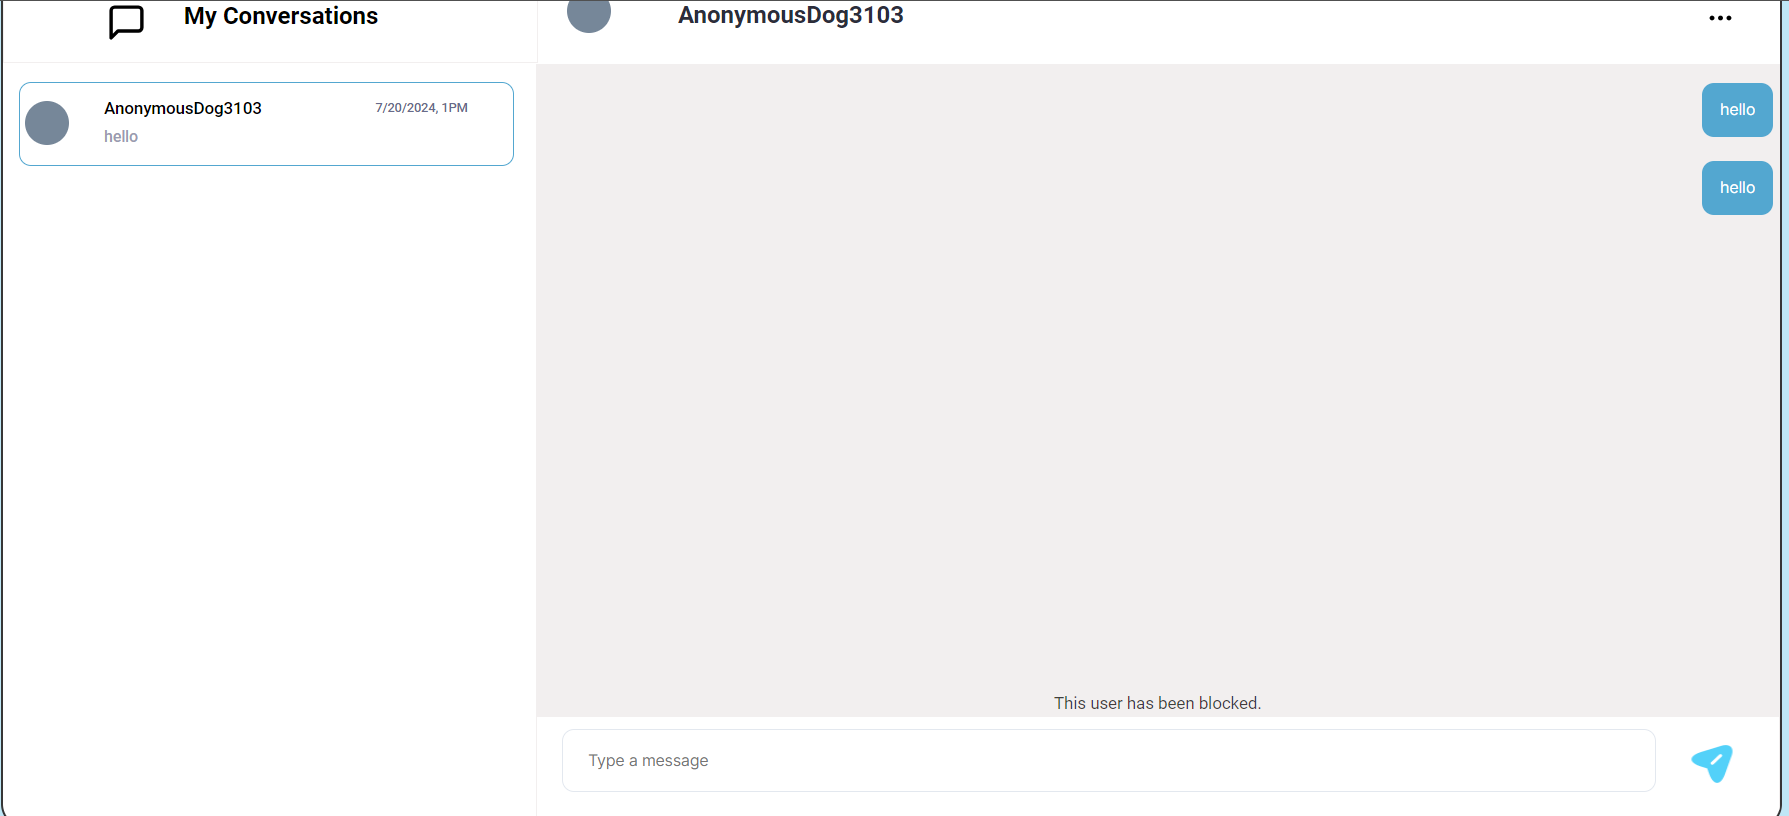 My Conversations
AnonymousDog3103
AnonymousDog3103
7/20/2024, 1PM
hello
hello
hello
This user has been blocked.
Type a message